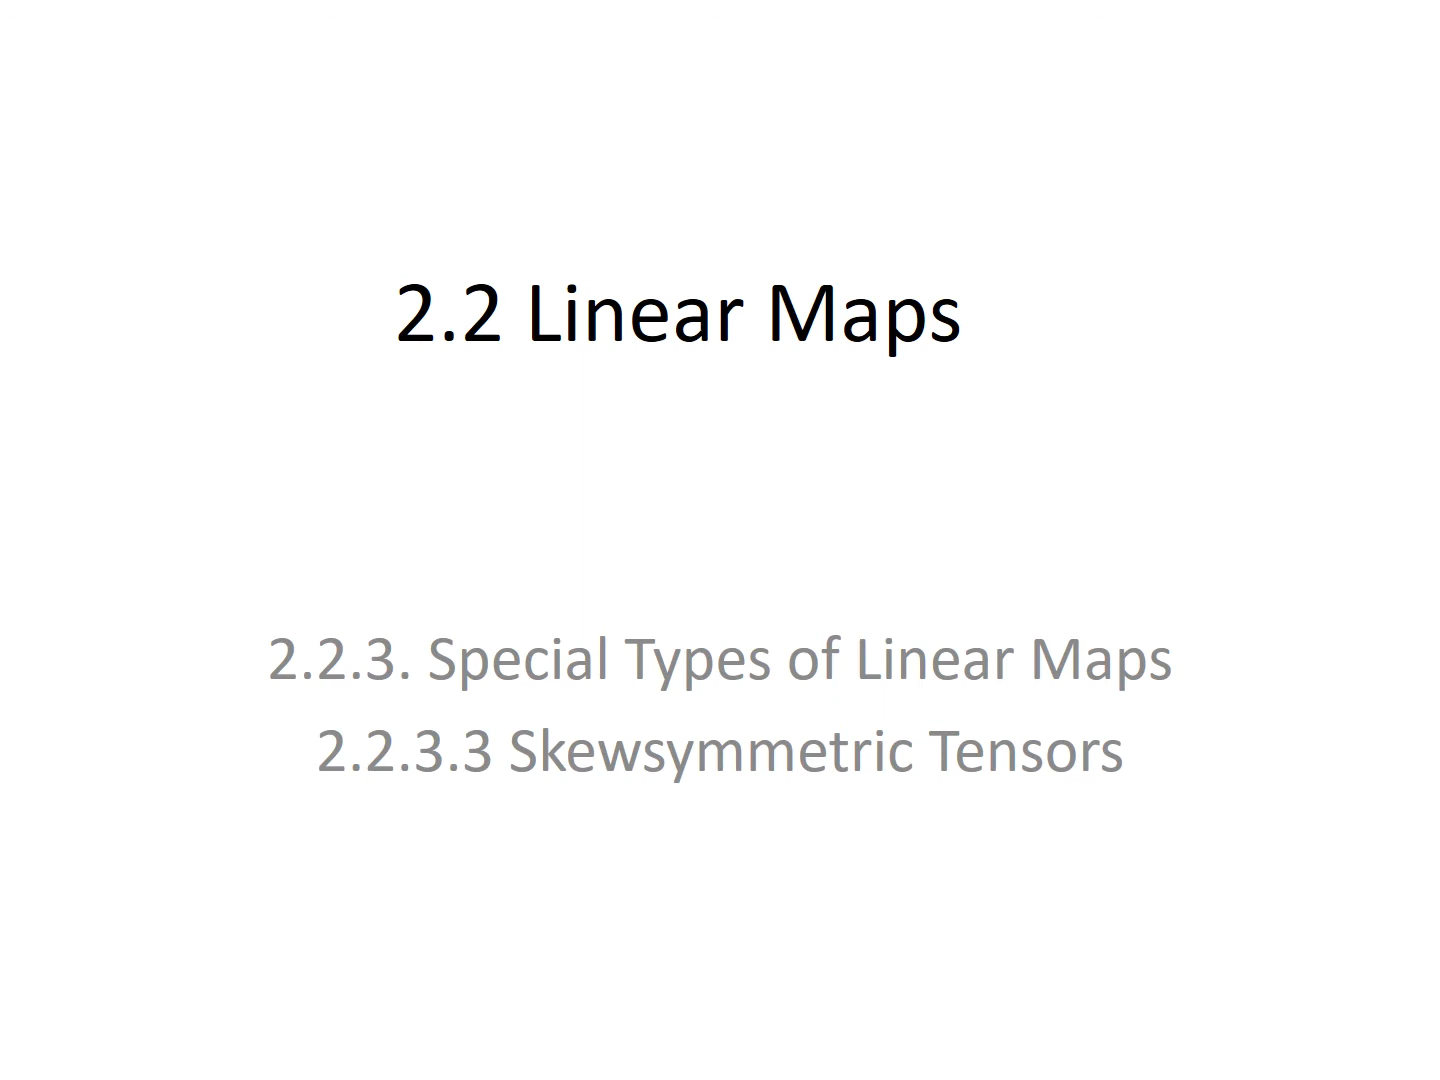 2.2 Linear Maps
2.2.3. Special Types of Linear Maps
2.2.3.3 Skewsymmetric Tensors